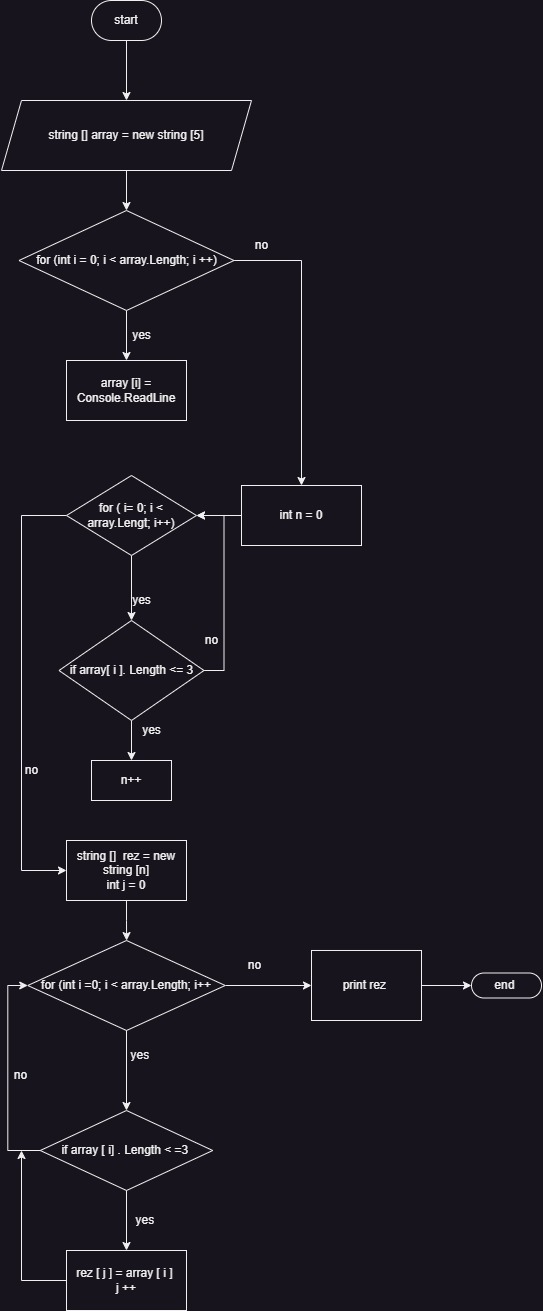 start
string [] array = new string [5]
for (int i = 0; i < array.Length; i ++)
no
yes
array [i] =
Console.ReadLine
for ( i= 0; i <
array.Lengt; i++)
int n = 0
yes
no
if array[ i ]. Length <= 3
yes
no
n++
string [] rez = new
string [n]
int j = 0
no
for (int i =0; i < array.Length; i++
print rez
end
yes
no
if array [ i] . Length < =3
yes
rez [ j ] = array [ i ]
j ++